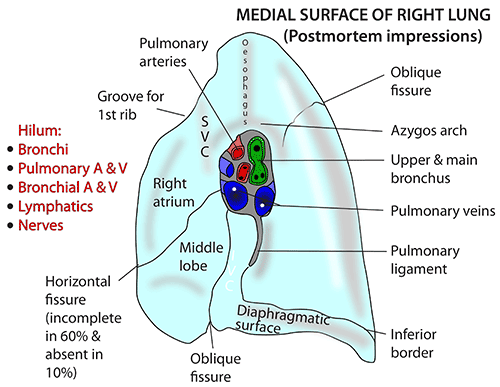 MEDIAL SURFACE OF RIGHT LUNG
(Postmortem impressions)
Pulmonary
arteries
Oesophagus
Oblique
fissure
Groove for
1st rib
SVC
Azygos arch
Hilum:
• Bronchi
• Pulmonary A & V
• Bronchial A & V
• Lymphatics
• Nerves
Upper & main
bronchus
Right
atrium
Pulmonary veins
Middle
lobe
Pulmonary
ligament
Horizontal
fissure
(incomplete
in 60% &
absent in
10%)
Diaphragmatic
surface
Inferior
border
Oblique
fissure